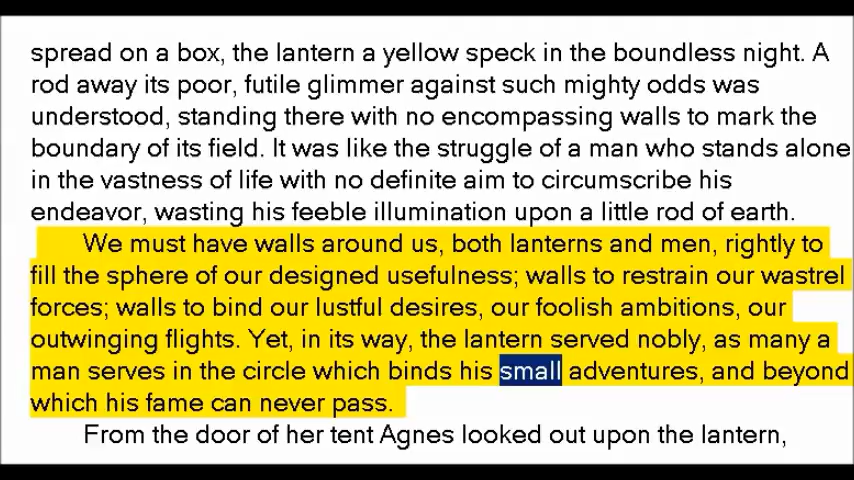 spread on a box, the lantern a yellow speck in the boundless night. A
rod away its poor, futile glimmer against such mighty odds was
understood, standing there with no encompassing walls to mark the
boundary of its field. It was like the struggle of a man who stands alone
in the vastness of life with no definite aim to circumscribe his
endeavor, wasting his feeble illumination upon a little rod of earth.
We must have walls around us, both lanterns and men, rightly to
fill the sphere of our designed usefulness; walls to restrain our wastrel
forces; walls to bind our lustful desires, our foolish ambitions, our
outwinging flights. Yet, in its way, the lantern served nobly, as many a
man serves in the circle which binds his small adventures, and beyond
which his fame can never pass.
From the door of her tent Agnes looked out upon the lantern,